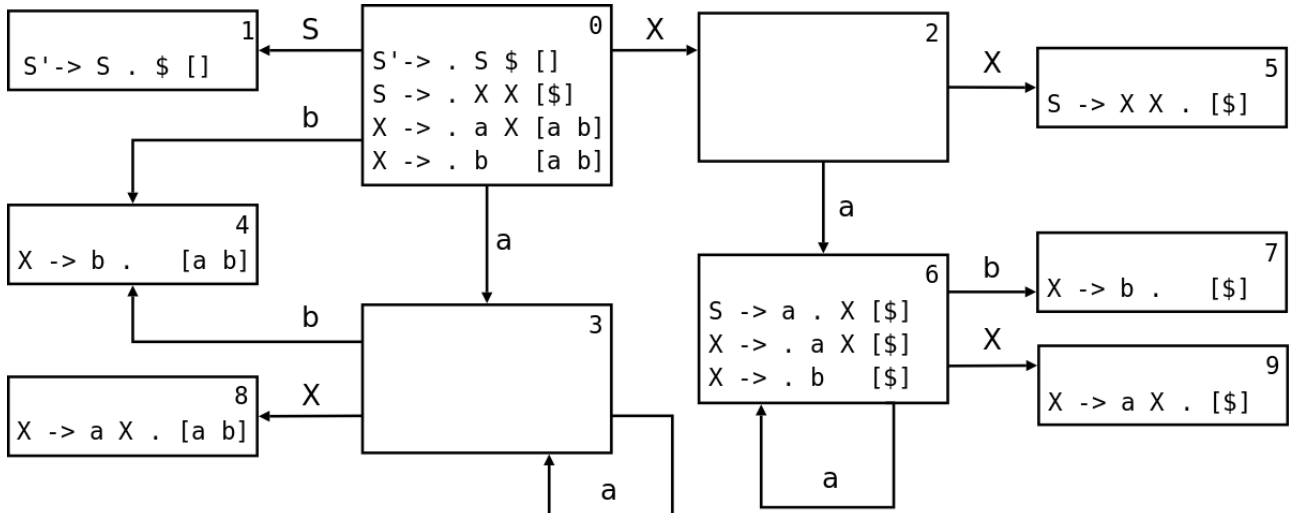 1
S'-> S . $ []
S
0
S'-> . S $ []
S -> . X X [$]
X -> . a X [a b]
X -> . b [a b]
X
2
X
5
S -> X X . [$]
b
a
a
4
X -> b . [a b]
b
3
X
8
X -> a X . [a b]
a
6
S -> a . X [$]
X -> . a X [$]
X -> . b [$]
b
7
X -> b . [$]
X
9
X -> a X . [$]
a